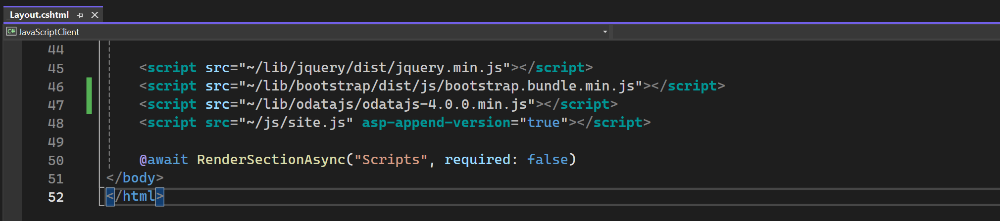 _Layout.cshtml
C# JavaScriptClient
44
45 <script src="~/lib/jquery/dist/jquery.min.js"></script>
46 <script src="~/lib/bootstrap/dist/js/bootstrap.bundle.min.js"></script>
47 <script src="~/lib/odatajs/odatajs-4.0.0.min.js"></script>
48 <script src="~/js/site.js" asp-append-version="true"></script>
49
50 @await RenderSectionAsync("Scripts", required: false)
51 </body>
52 </html>